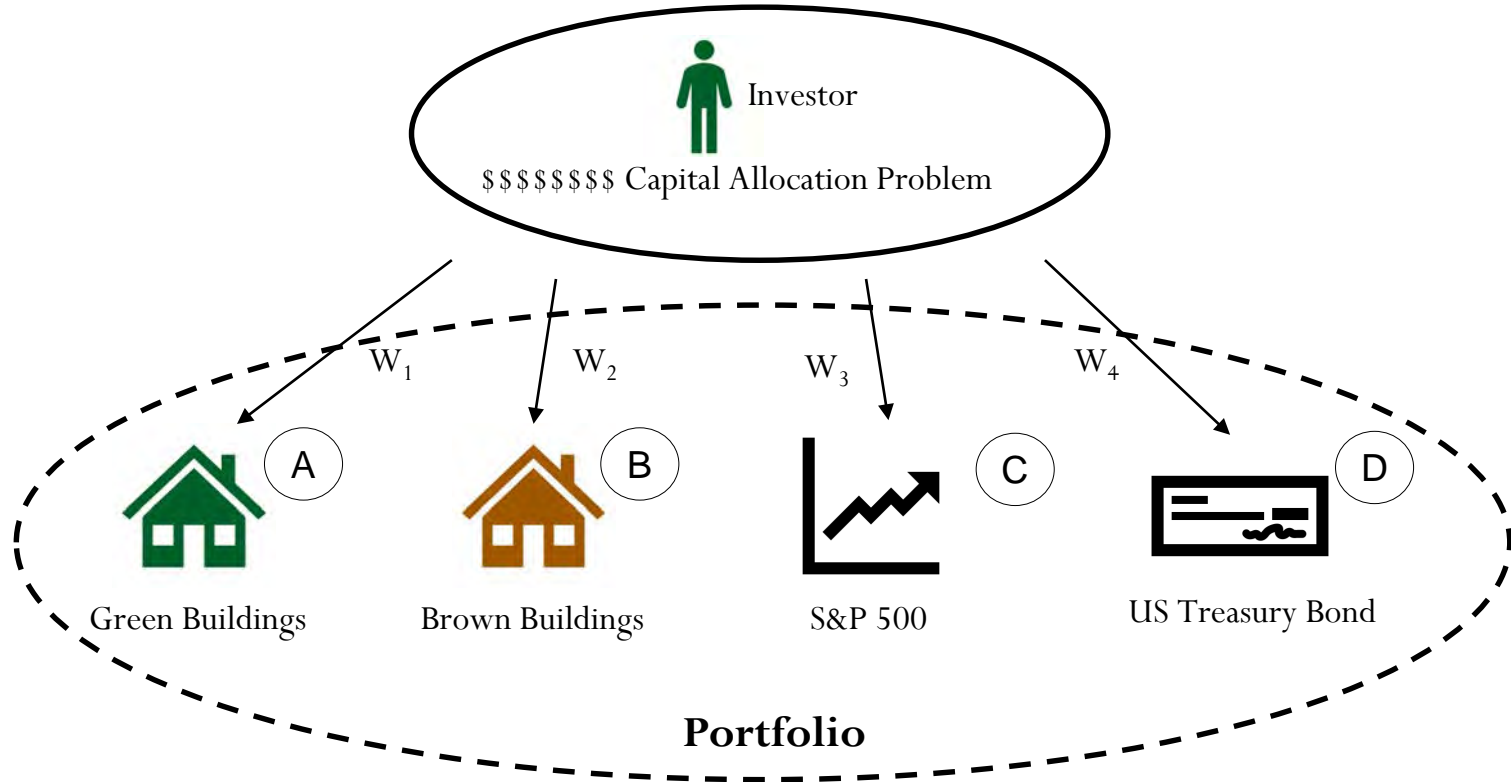 Investor
$$$$$$$$ Capital Allocation Problem
W₁
W₂
W₃
W₄
A
B
C
D
Green Buildings
Brown Buildings
S&P 500
US Treasury Bond
Portfolio